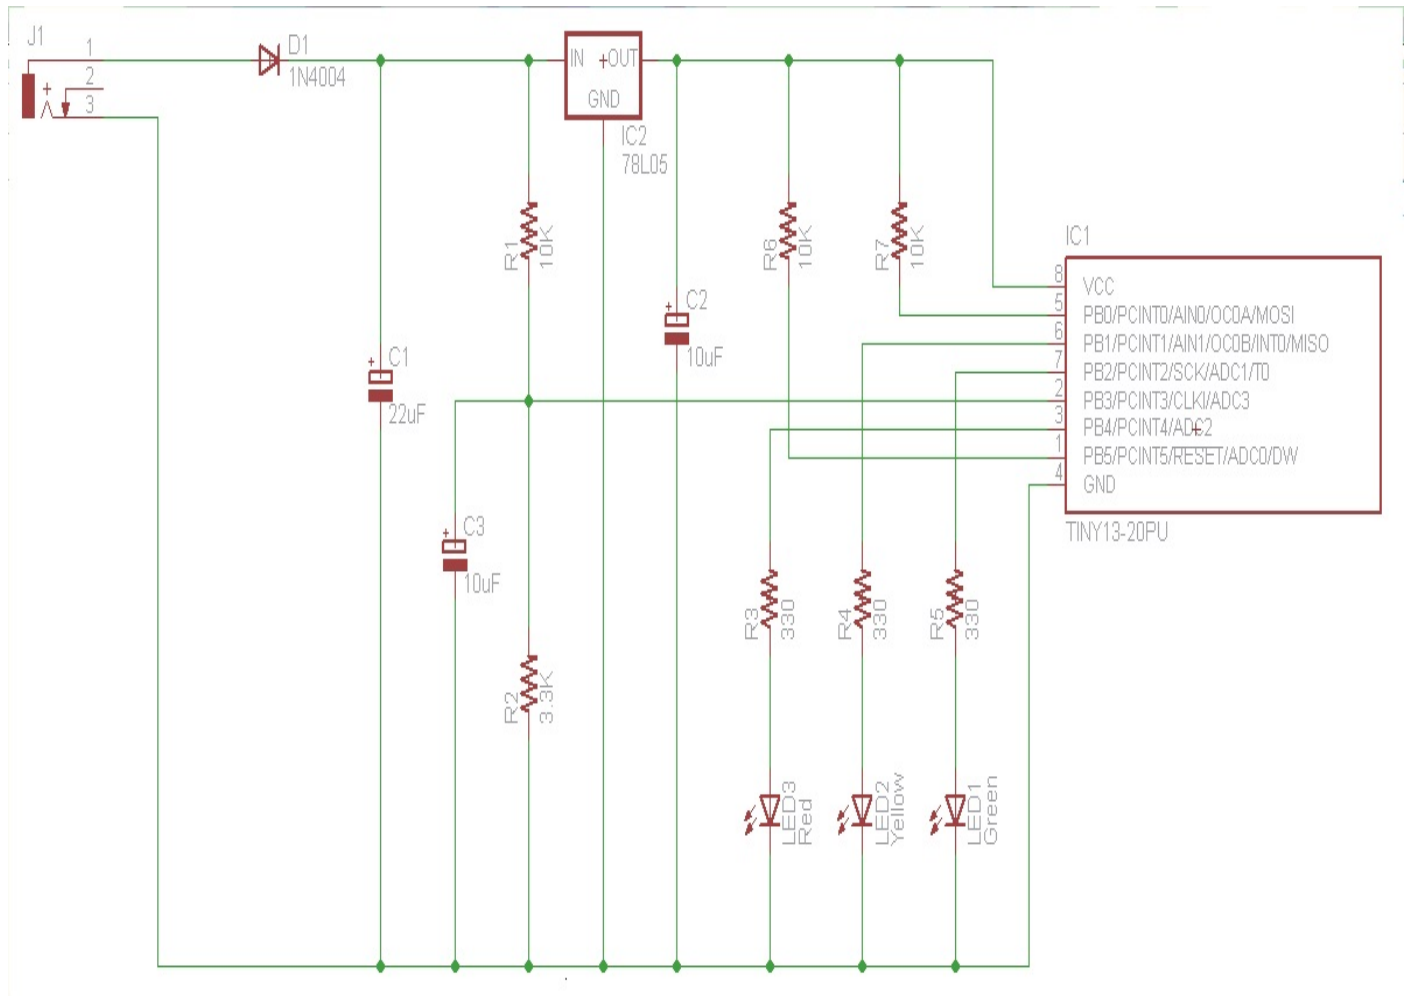 J1
1
2
3
D1
1N4004
IN
OUT
GND
IC2
78L05
R1
10K
R6
10K
R7
10K
C2
10uF
C1
22uF
C3
10uF
R2
3.3K
R3
330
R4
330
R5
330
LED3
Red
LED2
Yellow
LED1
Green
IC1
8 VCC
5 PB0/PCINT0/AIN0/OC0A/MOSI
6 PB1/PCINT1/AIN1/OC0B/INT0/MISO
7 PB2/PCINT2/SCK/ADC1/T0
2 PB3/PCINT3/CLKI/ADC3
3 PB4/PCINT4/ADC2
1 PB5/PCINT5/RESET/ADC0/DW
4 GND
TINY13-20PU